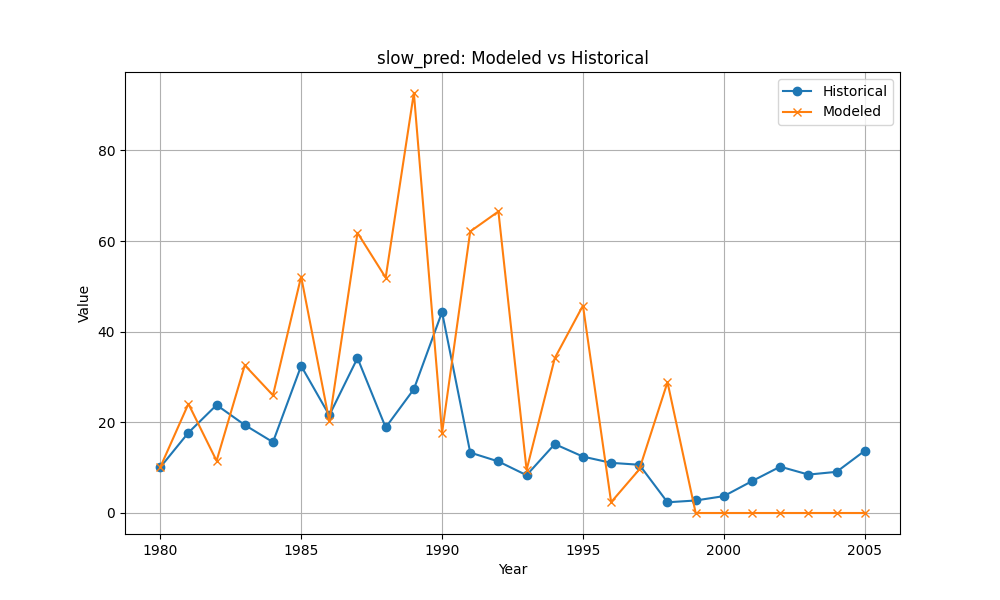 slow_pred: Modeled vs Historical
Historical
Modeled
Value
80
60
40
20
0
1980
1985
1990
1995
2000
2005
Year